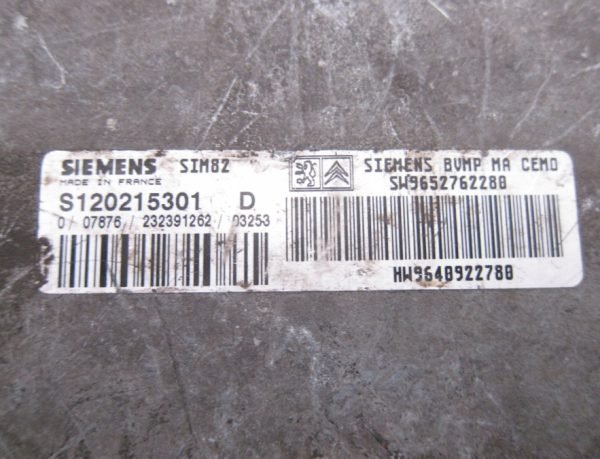 SIEMENS SIM82
MADE IN FRANCE
S120215301 D
0 / 07876 // 232391262 / 03253
SIEMENS BVMP MA CEMO
SW9652762280
HW9640922780